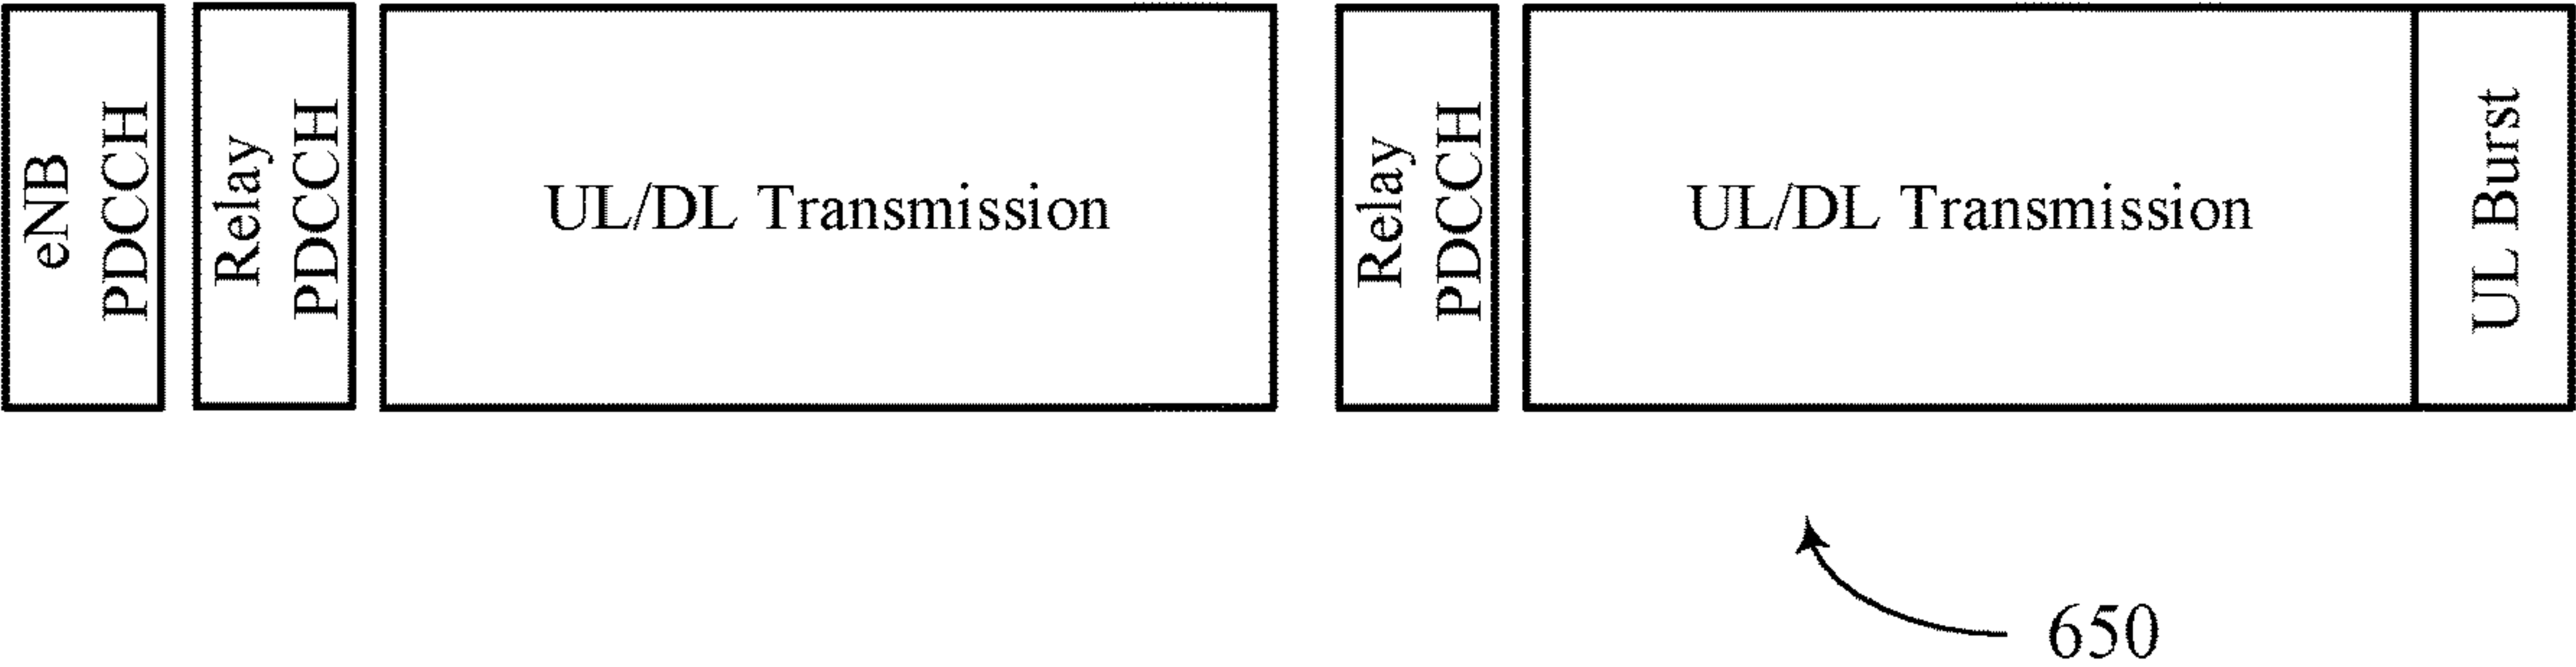 eNB
PDCCH
Relay
PDCCH
UL/DL Transmission
Relay
PDCCH
UL/DL Transmission
UL Burst
650